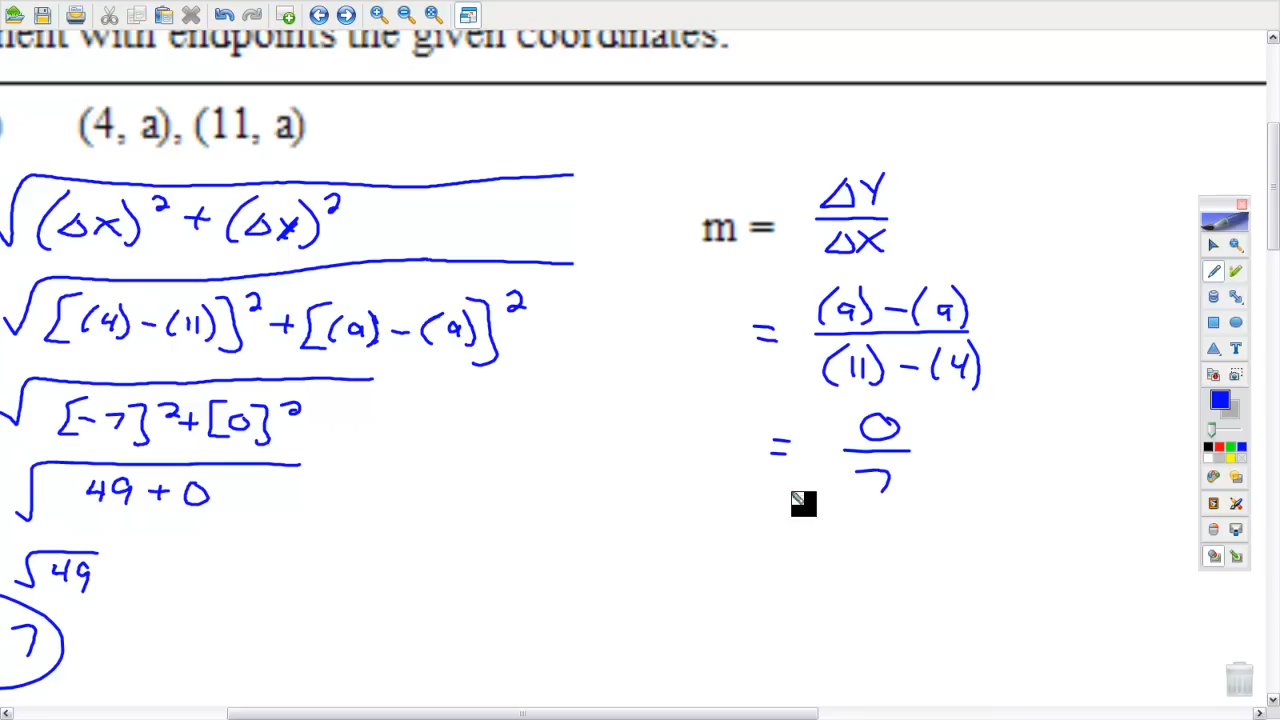 ment with endpoints the given coordinates.
) (4, a), (11, a)
√(ΔX)² + (ΔY)²
√[(4) - (11)]² + [(a) - (a)]²
√[-7]² + [0]²
√49 + 0
√49
7
m = ΔY/ΔX
= (a) - (a)/(11) - (4)
= 0/7
T